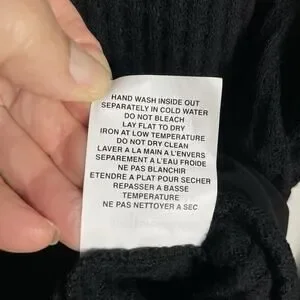 HAND WASH INSIDE OUT
SEPARATELY IN COLD WATER
DO NOT BLEACH
LAY FLAT TO DRY
IRON AT LOW TEMPERATURE
DO NOT DRY CLEAN
LAVER A LA MAIN A L'ENVERS
SEPAREMENT A L'EAU FROIDE
NE PAS BLANCHIR
ETENDRE A PLAT POUR SECHER
REPASSER A BASSE
TEMPERATURE
NE PAS NETTOYER A SEC